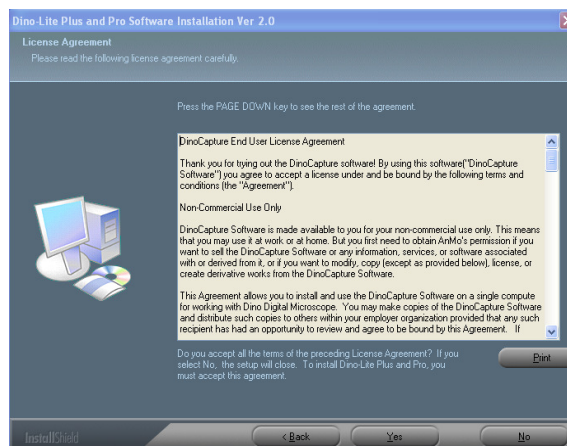 Dino-Lite Plus and Pro Software Installation Ver 2.0
License Agreement
Please read the following license agreement carefully.
Press the PAGE DOWN key to see the rest of the agreement.
DinoCapture End User License Agreement
Thank you for trying out the DinoCapture software! By using this software("DinoCapture
Software") you agree to accept a license under and be bound by the following terms and
conditions (the "Agreement").
Non-Commercial Use Only
DinoCapture Software is made available to you for your non-commercial use only. This means
that you may use it at work or at home. But you first need to obtain AnMo's permission if you
want to sell the DinoCapture Software or any information, services, or software associated
with or derived from it, or if you want to modify, copy (except as provided below), license, or
create derivative works from the DinoCapture Software.
This Agreement allows you to install and use the DinoCapture Software on a single compute
for working with Dino Digital Microscope. You may make copies of the DinoCapture Software
and distribute such copies to others within your employer organization provided that any such
recipient has had an opportunity to review and agree to be bound by this Agreement. If
Do you accept all the terms of the preceding License Agreement? If you
select No, the setup will close. To install Dino-Lite Plus and Pro, you
must accept this agreement.
Print
InstallShield
< Back
Yes
No